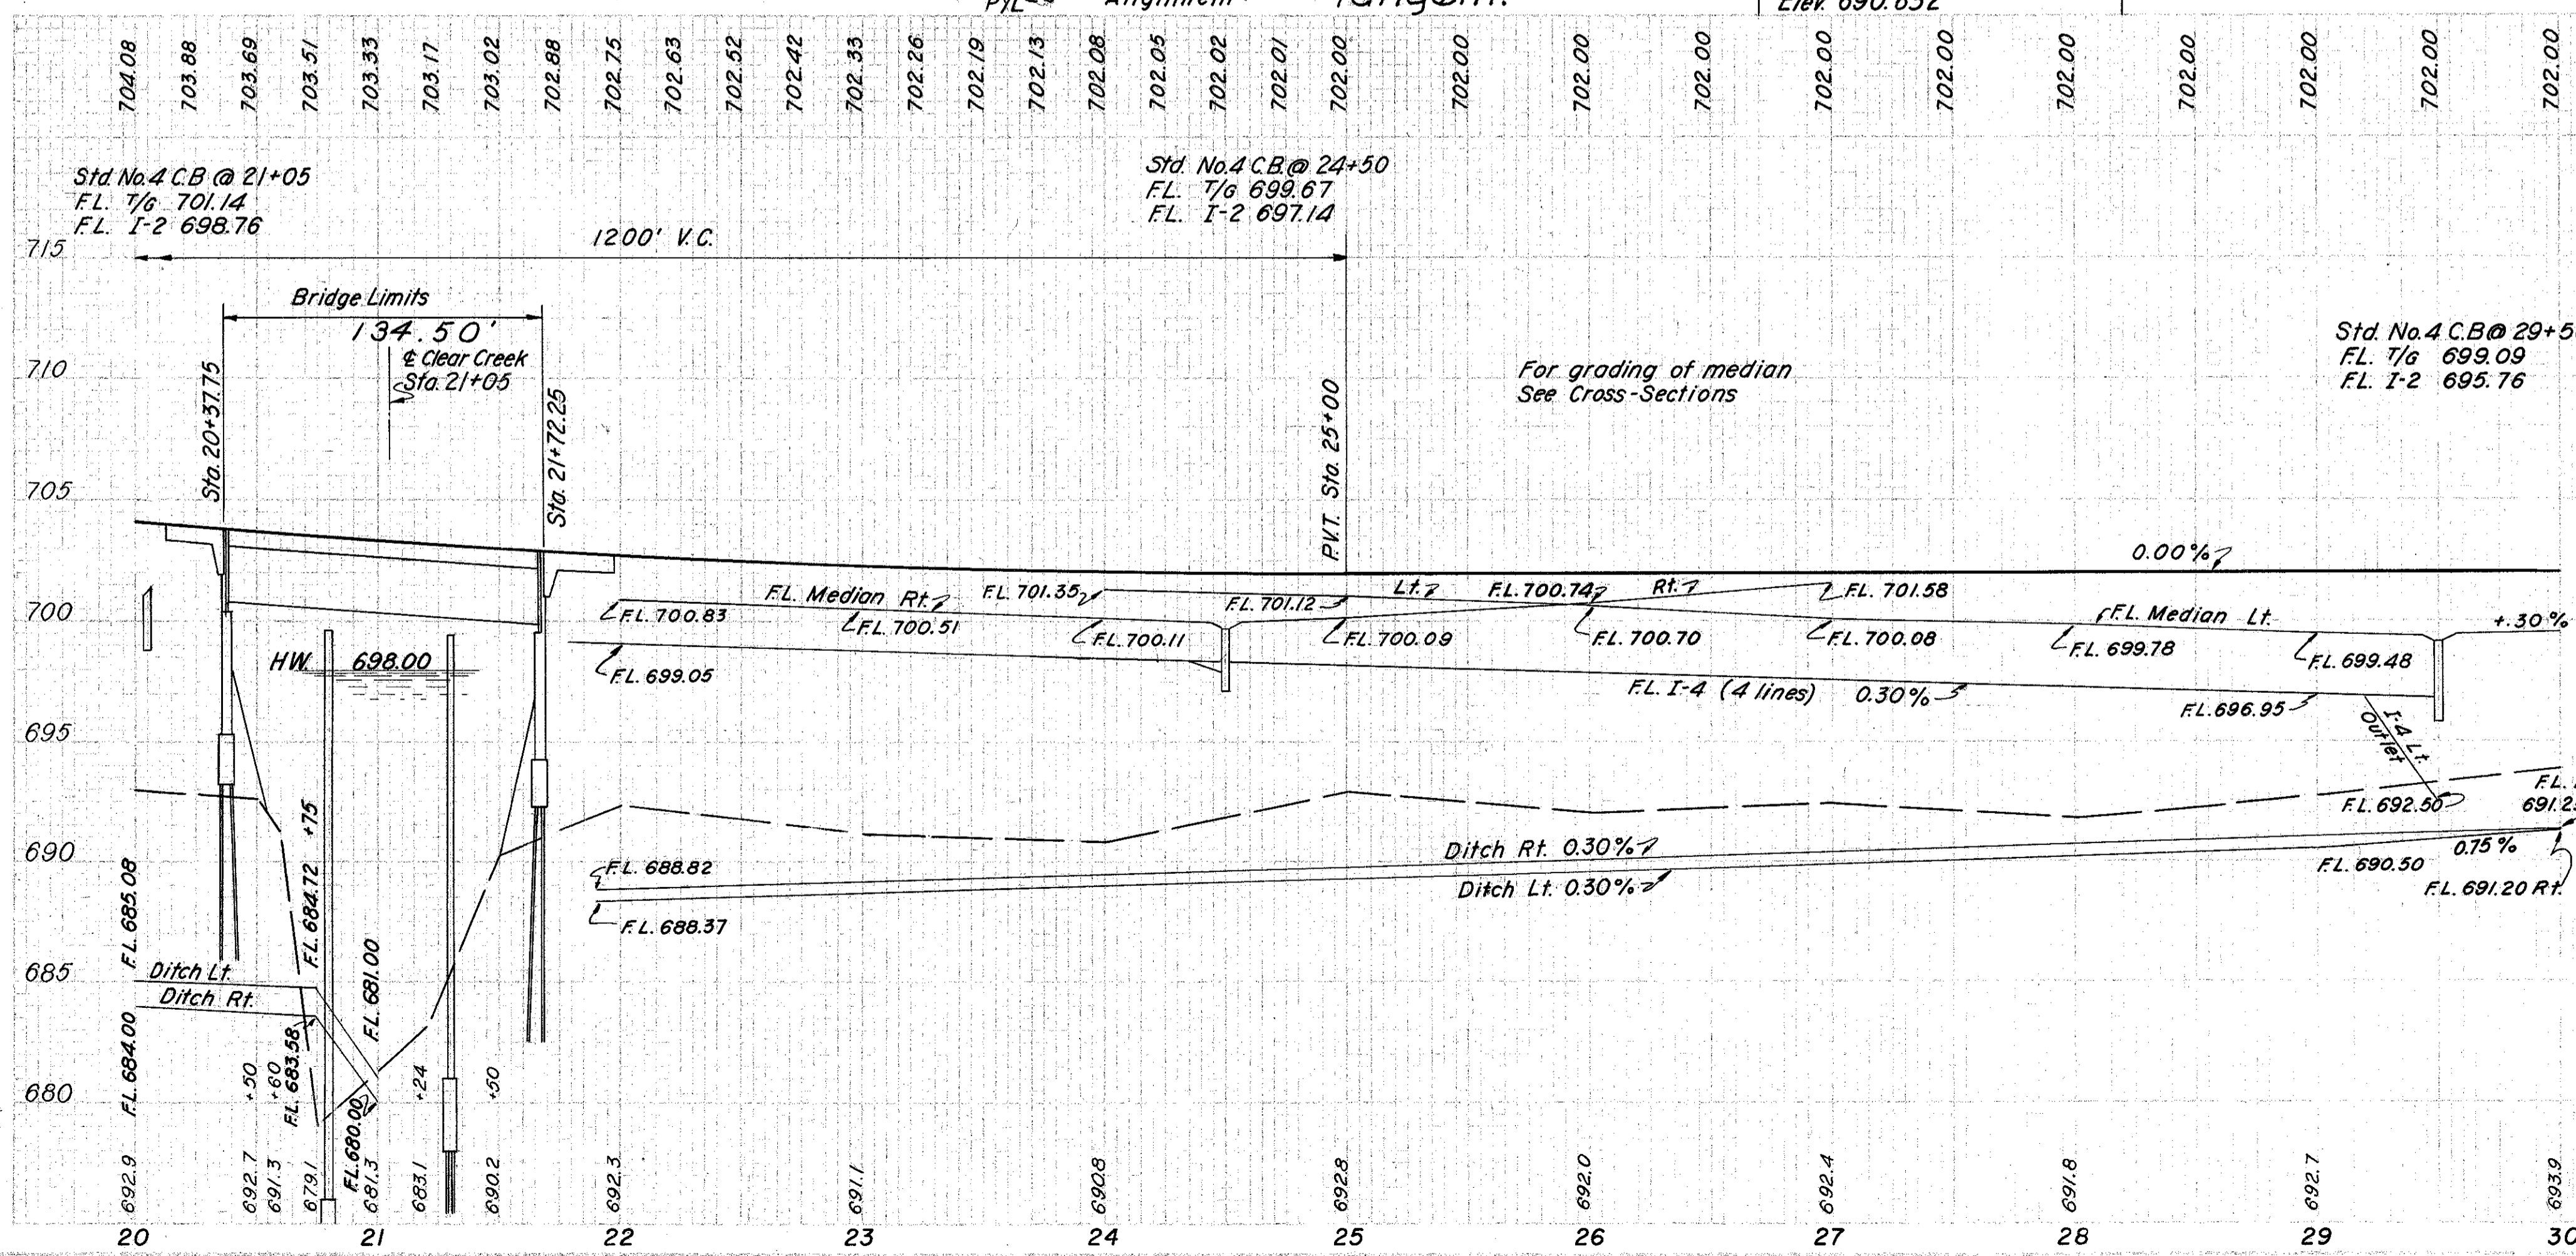 P/L Alignment Tangent.
Elev. 690.652
704.08 703.88 703.69 703.51 703.33 703.17 703.02 702.88 702.75 702.63 702.52 702.42 702.33 702.26 702.19 702.13 702.08 702.05 702.02 702.01 702.00 702.00 702.00 702.00 702.00 702.00 702.00 702.00 702.00 702.00 702.00
Std. No.4 C.B @ 21+05
F.L. T/G 701.14
F.L. I-2 698.76
Std. No.4 C.B.@ 24+50
F.L. T/G 699.67
F.L. I-2 697.14
1200' V.C.
715
Bridge Limits
134.50'
℄ Clear Creek
Sta. 21+05
Sta. 20+37.75
Sta. 21+72.25
P.V.T. Sta. 25+00
For grading of median
See Cross-Sections
Std. No.4 C.B@ 29+5
F.L. T/G 699.09
F.L. I-2 695.76
710
705
0.00%
F.L. Median Rt.
F.L. 701.35
F.L. 701.12
Lt.
F.L. 700.74
Rt.
F.L. 701.58
700
F.L. 700.83
F.L. 700.51
F.L. 700.11
F.L. 700.09
F.L. 700.70
F.L. 700.08
F.L. Median Lt.
F.L. 699.78
F.L. 699.48
+.30%
HW. 698.00
F.L. 699.05
F.L. I-4 (4 lines) 0.30%
F.L. 696.95
I-4 Lt.
Outlet
695
F.L. 692.50
F.L.
691.2
690
F.L. 688.82
F.L. 688.37
Ditch Rt. 0.30%
Ditch Lt. 0.30%
F.L. 690.50
0.75%
F.L. 691.20 Rt.
F.L. 685.08
F.L. 684.72 +75
685
Ditch Lt.
Ditch Rt.
F.L. 684.00
F.L. 683.58
F.L. 681.00
F.L. 680.00
680
+50
+60
+24
+50
692.9 692.7 691.3 679.1 681.3 683.1 690.2 692.3 691.1 690.8 692.8 692.0 692.4 691.8 692.7 693.9
20 21 22 23 24 25 26 27 28 29 30